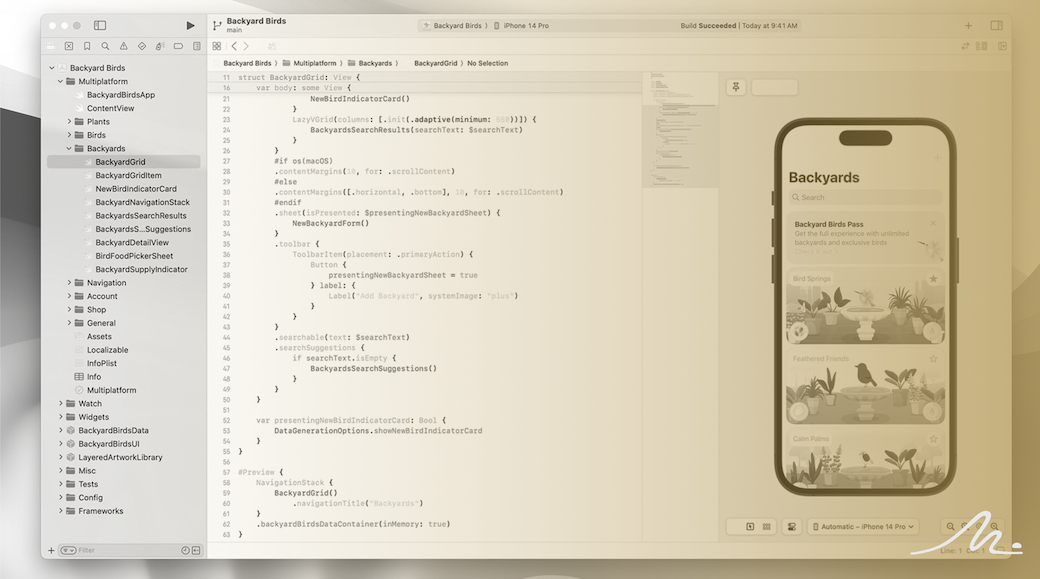 Backyard Birds
main
Backyard Birds
iPhone 14 Pro
Build Succeeded | Today at 9:41 AM
Backyard Birds
Multiplatform
BackyardBirdsApp
ContentView
Plants
Birds
Backyards
BackyardGrid
BackyardGridItem
NewBirdIndicatorCard
BackyardNavigationStack
BackyardsSearchResults
BackyardsS...Suggestions
BackyardDetailView
BirdFoodPickerSheet
BackyardSupplyIndicator
Navigation
Account
Shop
General
Assets
Localizable
InfoPlist
Info
Multiplatform
Watch
Widgets
BackyardBirdsData
BackyardBirdsUI
LayeredArtworkLibrary
Misc
Tests
Config
Frameworks
Filter
Backyard Birds 〉 Multiplatform 〉 Backyards 〉 BackyardGrid 〉 No Selection
11 struct BackyardGrid: View {
16 var body: some View {
21 NewBirdIndicatorCard()
22 }
23 LazyVGrid(columns: [.init(.adaptive(minimum: ))]) {
24 BackyardsSearchResults(searchText: $searchText)
25 }
26 }
27 #if os(macOS)
28 .contentMargins(10, for: .scrollContent)
29 #else
30 .contentMargins([.horizontal, .bottom], 10, for: .scrollContent)
31 #endif
32 .sheet(isPresented: $presentingNewBackyardSheet) {
33 NewBackyardForm()
34 }
35 .toolbar {
36 ToolbarItem(placement: .primaryAction) {
37 Button {
38 presentingNewBackyardSheet = true
39 } label: {
40 Label("Add Backyard", systemImage: "plus")
41 }
42 }
43 }
44 .searchable(text: $searchText)
45 .searchSuggestions {
46 if searchText.isEmpty {
47 BackyardsSearchSuggestions()
48 }
49 }
50 }
51
52 var presentingNewBirdIndicatorCard: Bool {
53 DataGenerationOptions.showNewBirdIndicatorCard
54 }
55 }
56
57 #Preview {
58 NavigationStack {
59 BackyardGrid()
60 .navigationTitle("Backyards")
61 }
62 .backyardBirdsDataContainer(inMemory: true)
63 }
Backyards
Search
Backyard Birds Pass
Get the full experience with unlimited
backyards and exclusive birds
Bird Springs
Feathered Friends
Calm Palms
Automatic – iPhone 14 Pro
Line: 1